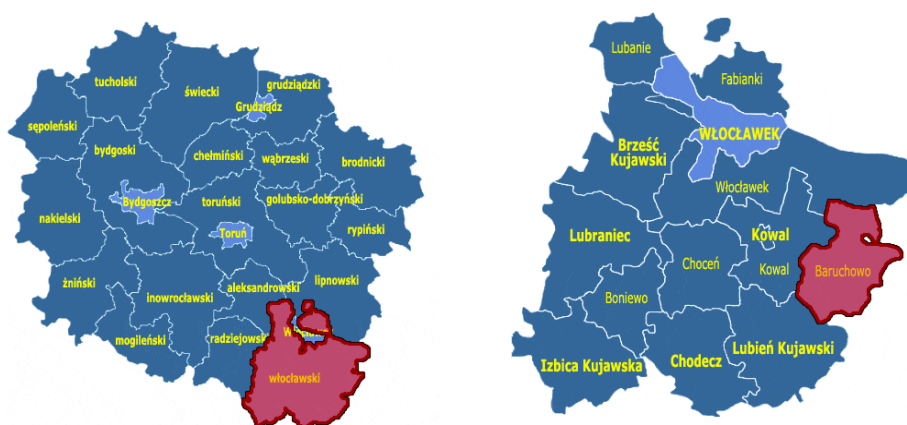 tucholski
świecki
grudziądzki
Grudziądz
sępoleński
bydgoski
chełmiński
wąbrzeski
brodnicki
Bydgoszcz
toruński
golubsko-dobrzyński
nakielski
Toruń
rypiński
żniński
inowrocławski
aleksandrowski
lipnowski
mogileński
radziejowski
włocławski
Lubanie
Fabianki
WŁOCŁAWEK
Brześć
Kujawski
Włocławek
Lubraniec
Kowal
Choceń
Kowal
Baruchowo
Boniewo
Izbica Kujawska
Chodecz
Lubień Kujawski